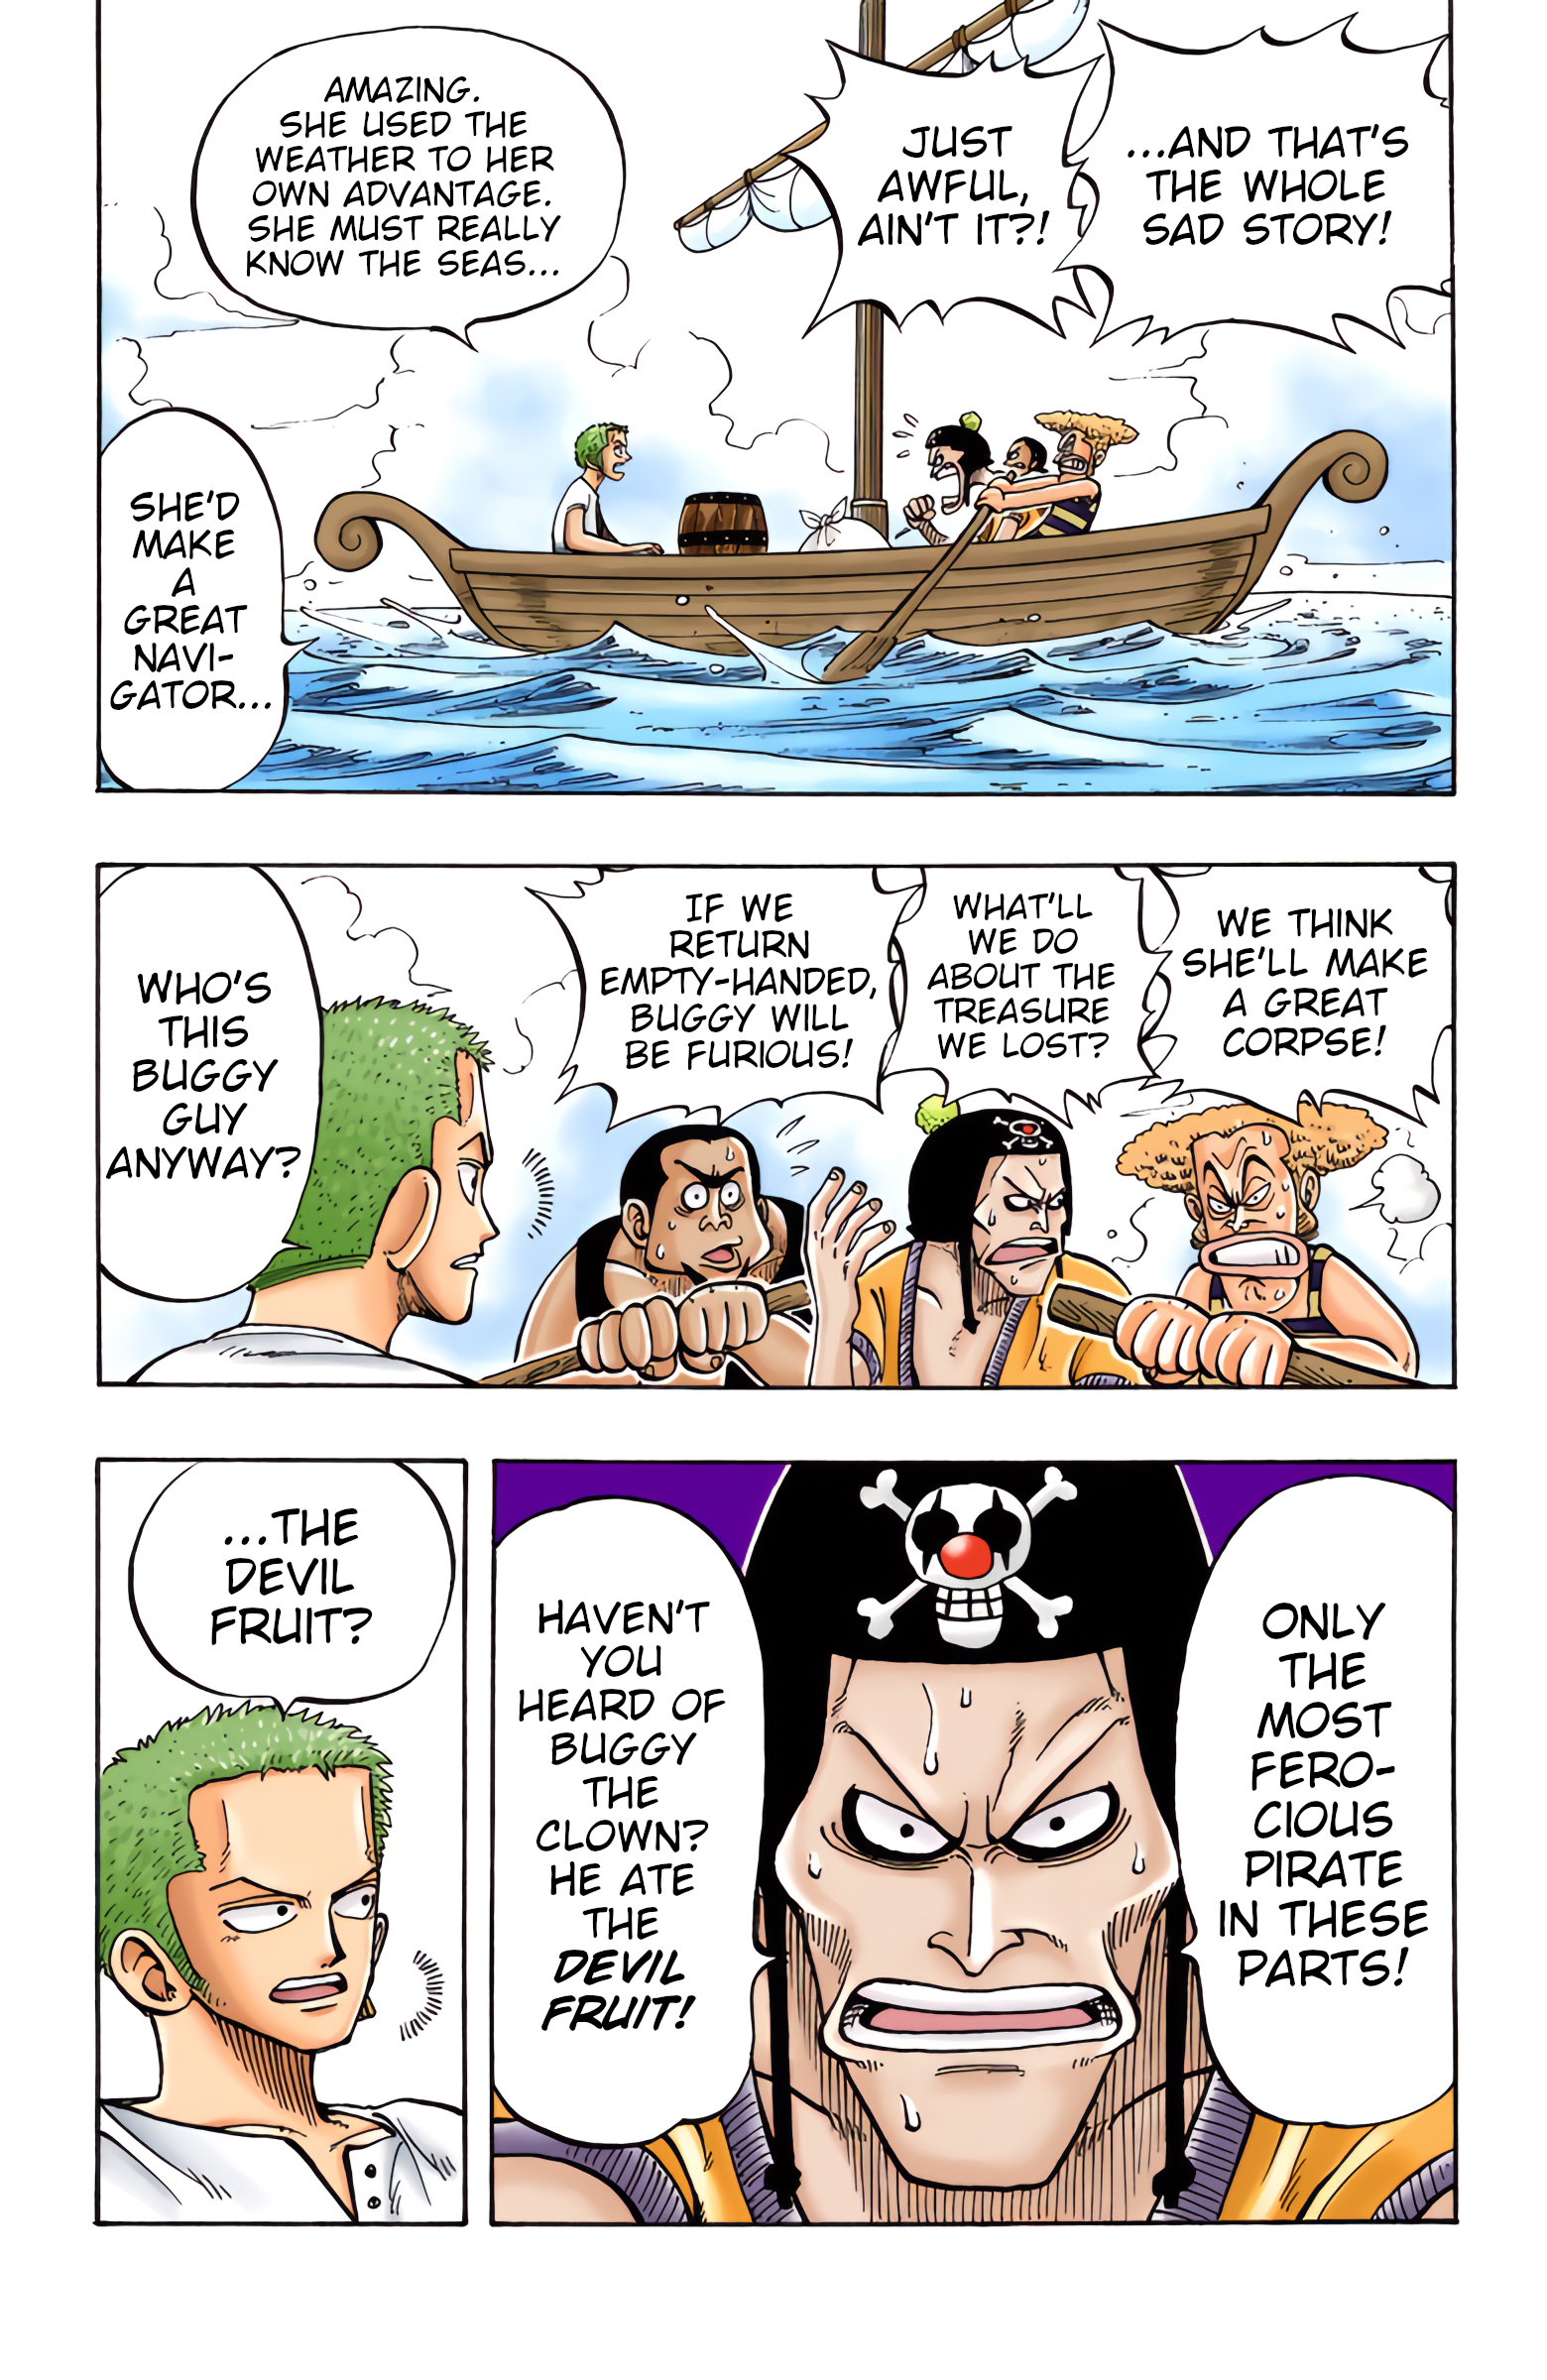 ...AND THAT'S
THE WHOLE
SAD STORY!
JUST
AWFUL,
AIN'T IT?!
AMAZING.
SHE USED THE
WEATHER TO HER
OWN ADVANTAGE.
SHE MUST REALLY
KNOW THE SEAS...
SHE'D
MAKE
A
GREAT
NAVI-
GATOR...
WE THINK
SHE'LL MAKE
A GREAT
CORPSE!
WHAT'LL
WE DO
ABOUT THE
TREASURE
WE LOST?
IF WE
RETURN
EMPTY-HANDED,
BUGGY WILL
BE FURIOUS!
WHO'S
THIS
BUGGY
GUY
ANYWAY?
ONLY
THE
MOST
FERO-
CIOUS
PIRATE
IN THESE
PARTS!
HAVEN'T
YOU
HEARD OF
BUGGY
THE
CLOWN?
HE ATE
THE
DEVIL
FRUIT!
...THE
DEVIL
FRUIT?